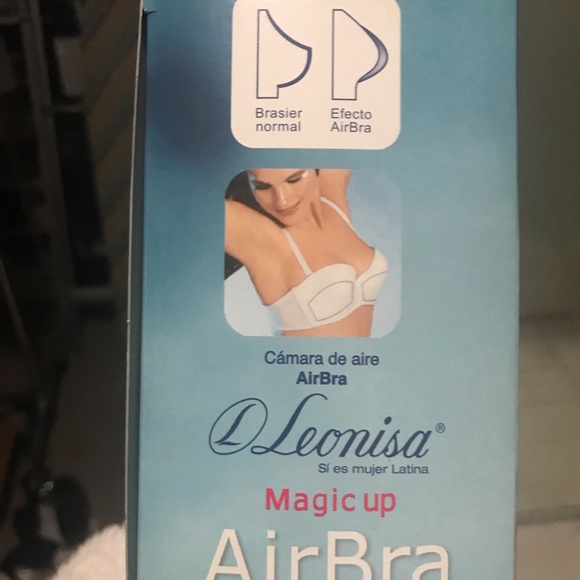 Brasier normal
Efecto AirBra
Cámara de aire
AirBra
Leonisa®
Sí es mujer Latina
Magic up
AirBra